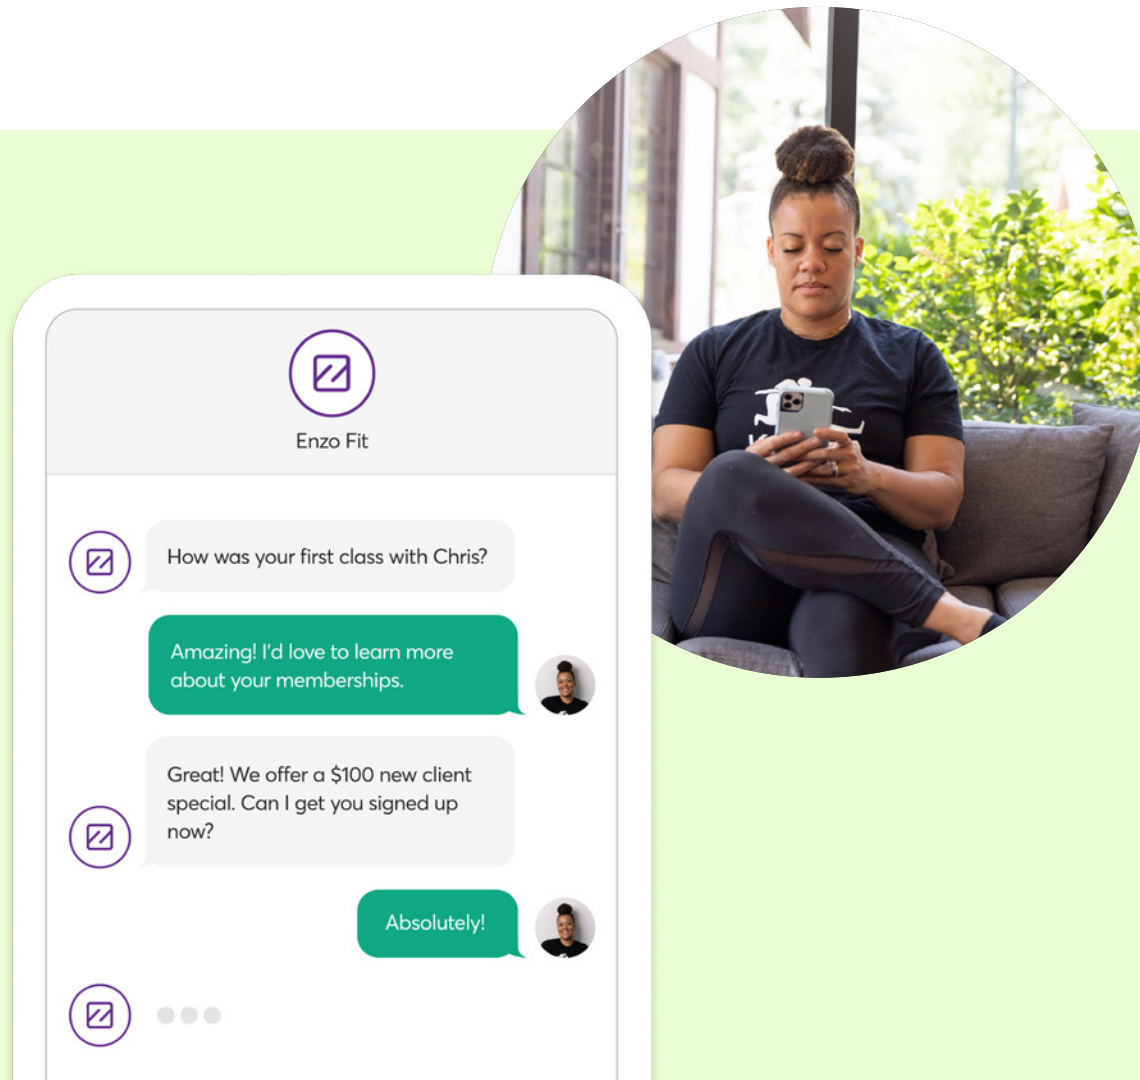 Enzo Fit
How was your first class with Chris?
Amazing! I'd love to learn more
about your memberships.
Great! We offer a $100 new client
special. Can I get you signed up
now?
Absolutely!